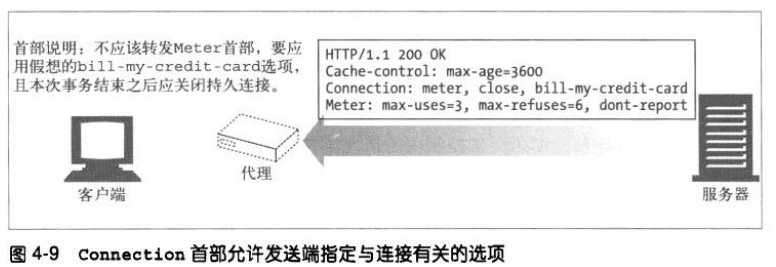 首部说明：不应该转发Meter首部，要应
用假想的bill-my-credit-card选项，
且本次事务结束之后应关闭持久连接。
HTTP/1.1 200 OK
Cache-control: max-age=3600
Connection: meter, close, bill-my-credit-card
Meter: max-uses=3, max-refuses=6, dont-report
客户端
代理
服务器
图 4-9 Connection 首部允许发送端指定与连接有关的选项